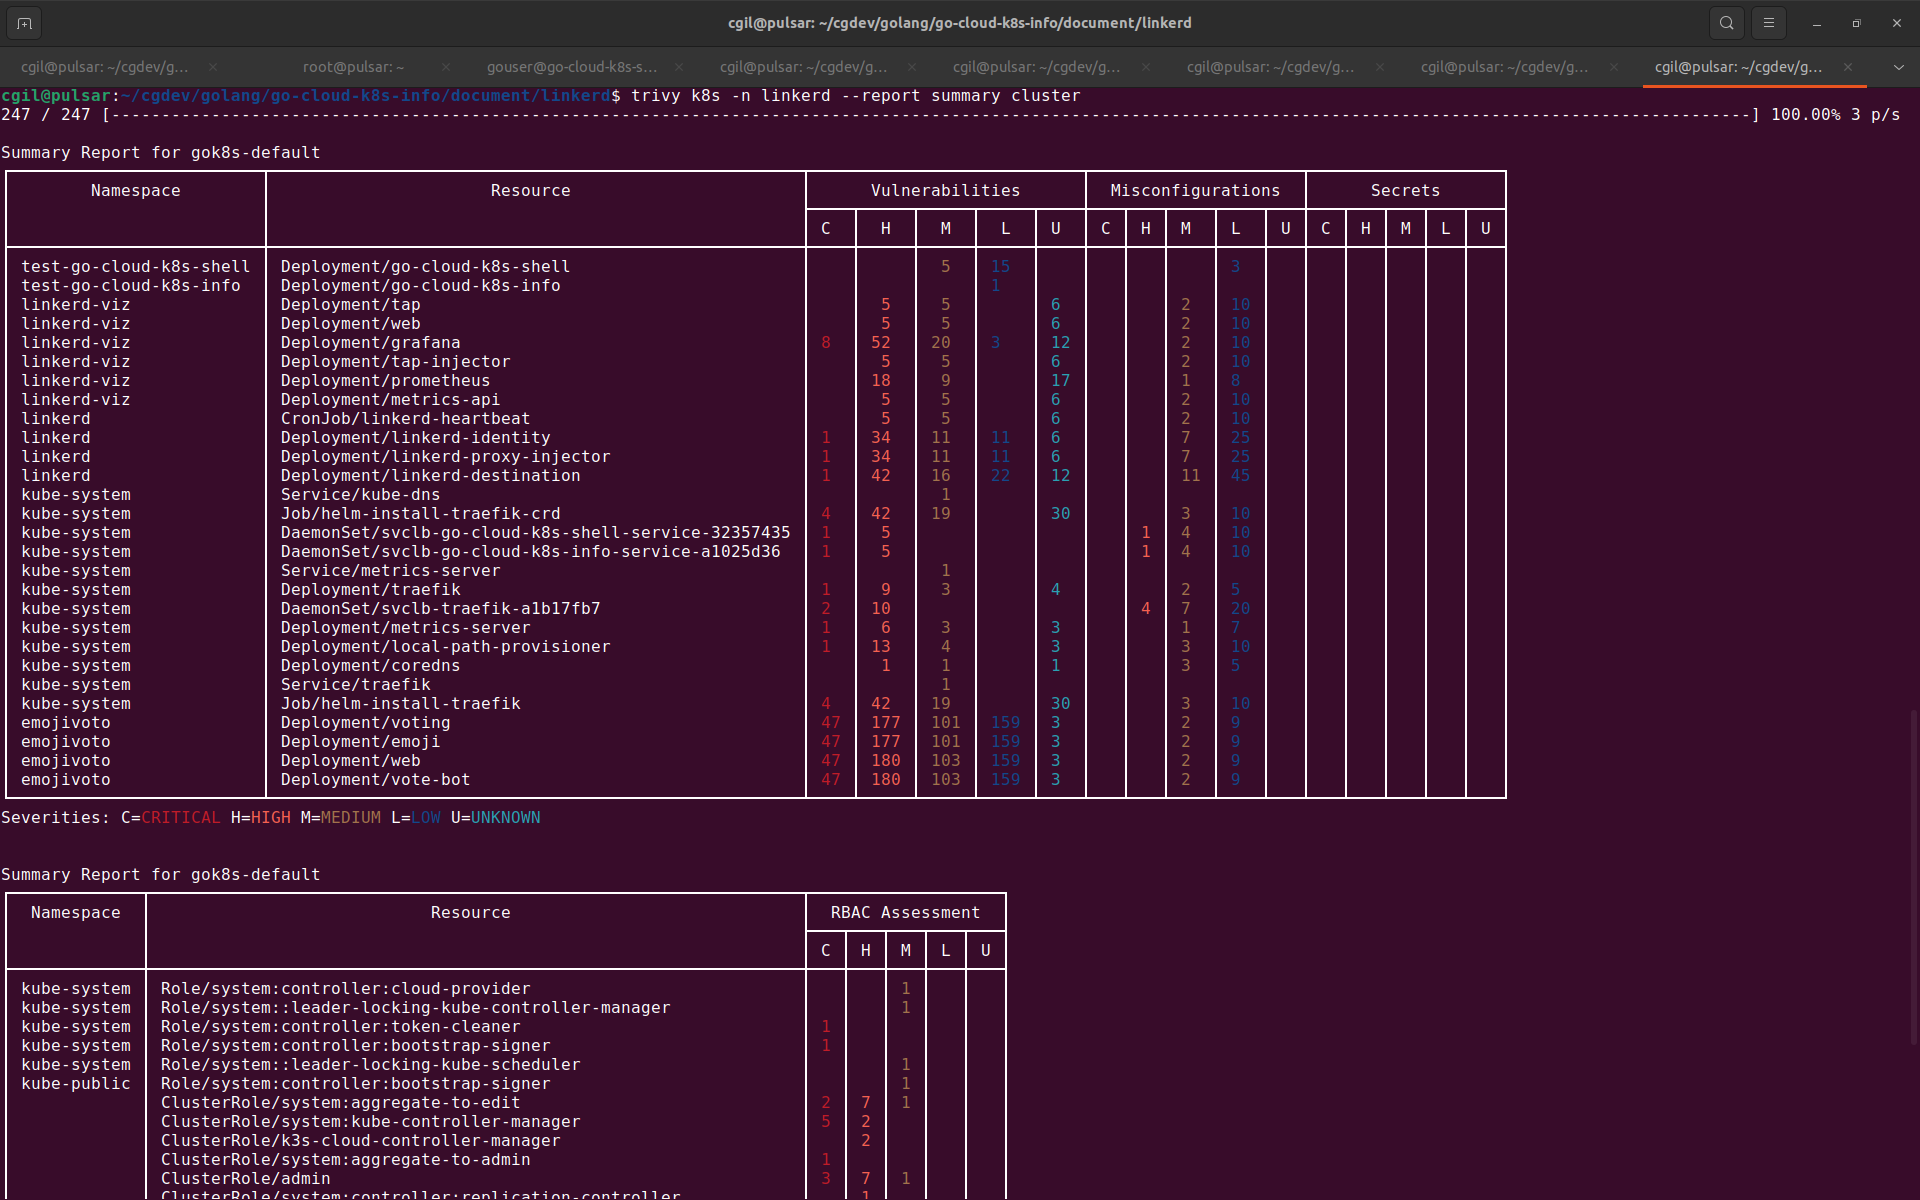 cgil@pulsar: ~/cgdev/golang/go-cloud-k8s-info/document/linkerd
cgil@pulsar: ~/cgdev/g... × root@pulsar: ~ × gouser@go-cloud-k8s-s... × cgil@pulsar: ~/cgdev/g... × cgil@pulsar: ~/cgdev/g... × cgil@pulsar: ~/cgdev/g... × cgil@pulsar: ~/cgdev/g... × cgil@pulsar: ~/cgdev/g... ×
cgil@pulsar:~/cgdev/golang/go-cloud-k8s-info/document/linkerd$ trivy k8s -n linkerd --report summary cluster
247 / 247 [--------------------------------------------------------------------------------------------------------------------------------------------------------------------] 100.00% 3 p/s
Summary Report for gok8s-default
Namespace Resource Vulnerabilities Misconfigurations Secrets
C H M L U C H M L U C H M L U
test-go-cloud-k8s-shell Deployment/go-cloud-k8s-shell 5 15 3
test-go-cloud-k8s-info Deployment/go-cloud-k8s-info 1
linkerd-viz Deployment/tap 5 5 6 2 10
linkerd-viz Deployment/web 5 5 6 2 10
linkerd-viz Deployment/grafana 8 52 20 3 12 2 10
linkerd-viz Deployment/tap-injector 5 5 6 2 10
linkerd-viz Deployment/prometheus 18 9 17 1 8
linkerd-viz Deployment/metrics-api 5 5 6 2 10
linkerd CronJob/linkerd-heartbeat 5 5 6 2 10
linkerd Deployment/linkerd-identity 1 34 11 11 6 7 25
linkerd Deployment/linkerd-proxy-injector 1 34 11 11 6 7 25
linkerd Deployment/linkerd-destination 1 42 16 22 12 11 45
kube-system Service/kube-dns 1
kube-system Job/helm-install-traefik-crd 4 42 19 30 3 10
kube-system DaemonSet/svclb-go-cloud-k8s-shell-service-32357435 1 5 1 4 10
kube-system DaemonSet/svclb-go-cloud-k8s-info-service-a1025d36 1 5 1 4 10
kube-system Service/metrics-server 1
kube-system Deployment/traefik 1 9 3 4 2 5
kube-system DaemonSet/svclb-traefik-a1b17fb7 2 10 4 7 20
kube-system Deployment/metrics-server 1 6 3 3 1 7
kube-system Deployment/local-path-provisioner 1 13 4 3 3 10
kube-system Deployment/coredns 1 1 1 3 5
kube-system Service/traefik 1
kube-system Job/helm-install-traefik 4 42 19 30 3 10
emojivoto Deployment/voting 47 177 101 159 3 2 9
emojivoto Deployment/emoji 47 177 101 159 3 2 9
emojivoto Deployment/web 47 180 103 159 3 2 9
emojivoto Deployment/vote-bot 47 180 103 159 3 2 9
Severities: C=CRITICAL H=HIGH M=MEDIUM L=LOW U=UNKNOWN
Summary Report for gok8s-default
Namespace Resource RBAC Assessment
C H M L U
kube-system Role/system:controller:cloud-provider 1
kube-system Role/system::leader-locking-kube-controller-manager 1
kube-system Role/system:controller:token-cleaner 1
kube-system Role/system:controller:bootstrap-signer 1
kube-system Role/system::leader-locking-kube-scheduler 1
kube-public Role/system:controller:bootstrap-signer 1
ClusterRole/system:aggregate-to-edit 2 7 1
ClusterRole/system:kube-controller-manager 5 2
ClusterRole/k3s-cloud-controller-manager 2
ClusterRole/system:aggregate-to-admin 1
ClusterRole/admin 3 7 1
ClusterRole/system:controller:replication-controller 1